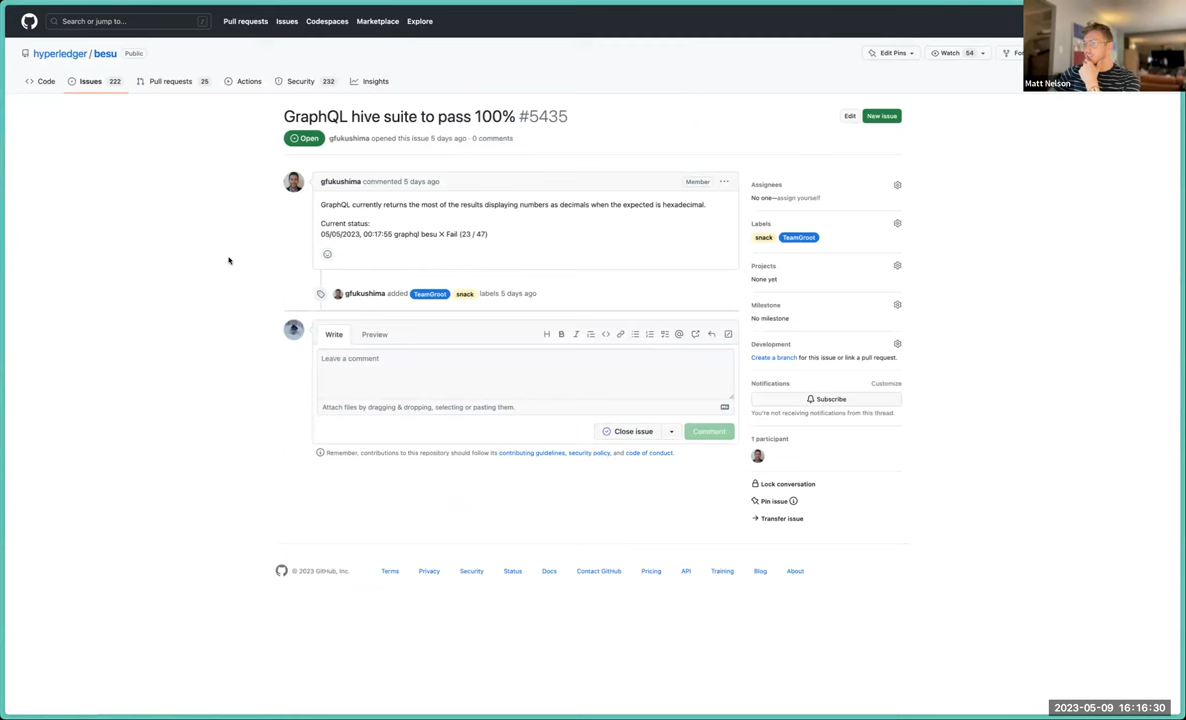 Search or jump to...
/
Pull requests
Issues
Codespaces
Marketplace
Explore
Matt Nelson
hyperledger / besu
Public
Edit Pins
Watch 54
Code
Issues 222
Pull requests 25
Actions
Security 232
Insights
GraphQL hive suite to pass 100% #5435
Edit
New issue
Open
gfukushima opened this issue 5 days ago · 0 comments
gfukushima commented 5 days ago
Member
GraphQL currently returns the most of the results displaying numbers as decimals when the expected is hexadecimal.
Current status:
05/05/2023, 00:17:55 graphql besu ✕ Fail (23 / 47)
gfukushima added TeamGroot snack labels 5 days ago
Write
Preview
Leave a comment
Attach files by dragging & dropping, selecting or pasting them.
Close issue
Comment
Remember, contributions to this repository should follow its contributing guidelines, security policy, and code of conduct.
Assignees
No one—assign yourself
Labels
snack TeamGroot
Projects
None yet
Milestone
No milestone
Development
Create a branch for this issue or link a pull request.
Notifications
Customize
Subscribe
You're not receiving notifications from this thread.
1 participant
Lock conversation
Pin issue
Transfer issue
© 2023 GitHub, Inc.
Terms
Privacy
Security
Status
Docs
Contact GitHub
Pricing
API
Training
Blog
About
2023-05-09 16:16:30